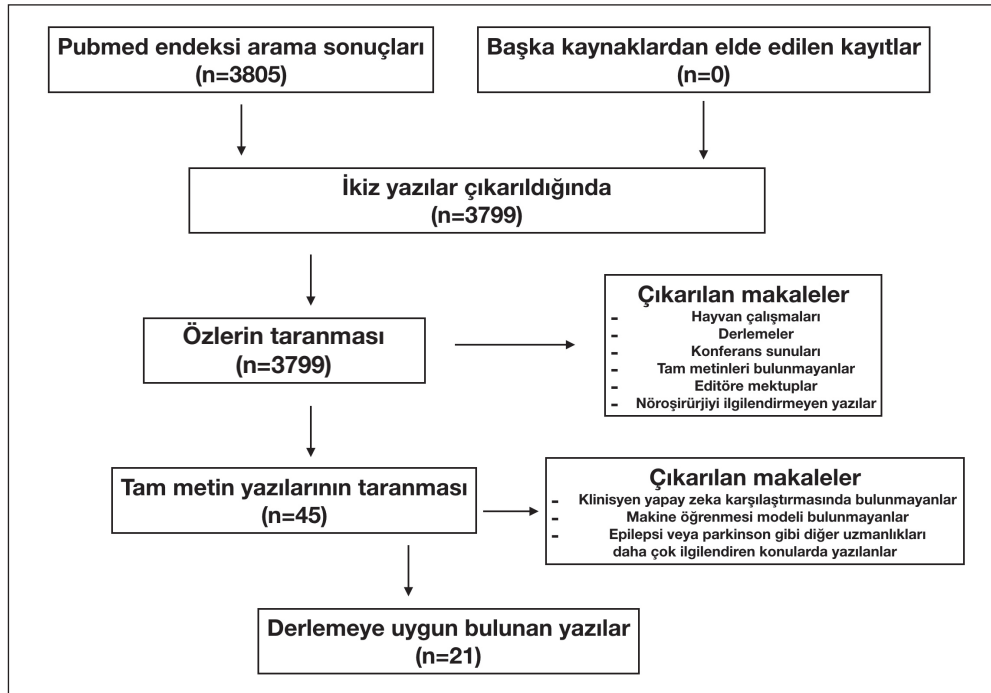 Pubmed endeksi arama sonuçları
(n=3805)
Başka kaynaklardan elde edilen kayıtlar
(n=0)
İkiz yazılar çıkarıldığında
(n=3799)
Özlerin taranması
(n=3799)
Çıkarılan makaleler
- Hayvan çalışmaları
- Derlemeler
- Konferans sunuları
- Tam metinleri bulunmayanlar
- Editöre mektuplar
- Nöroşirürjiyi ilgilendirmeyen yazılar
Tam metin yazılarının taranması
(n=45)
Çıkarılan makaleler
- Klinisyen yapay zeka karşılaştırmasında bulunmayanlar
- Makine öğrenmesi modeli bulunmayanlar
- Epilepsi veya parkinson gibi diğer uzmanlıkları
daha çok ilgilendiren konularda yazılanlar
Derlemeye uygun bulunan yazılar
(n=21)